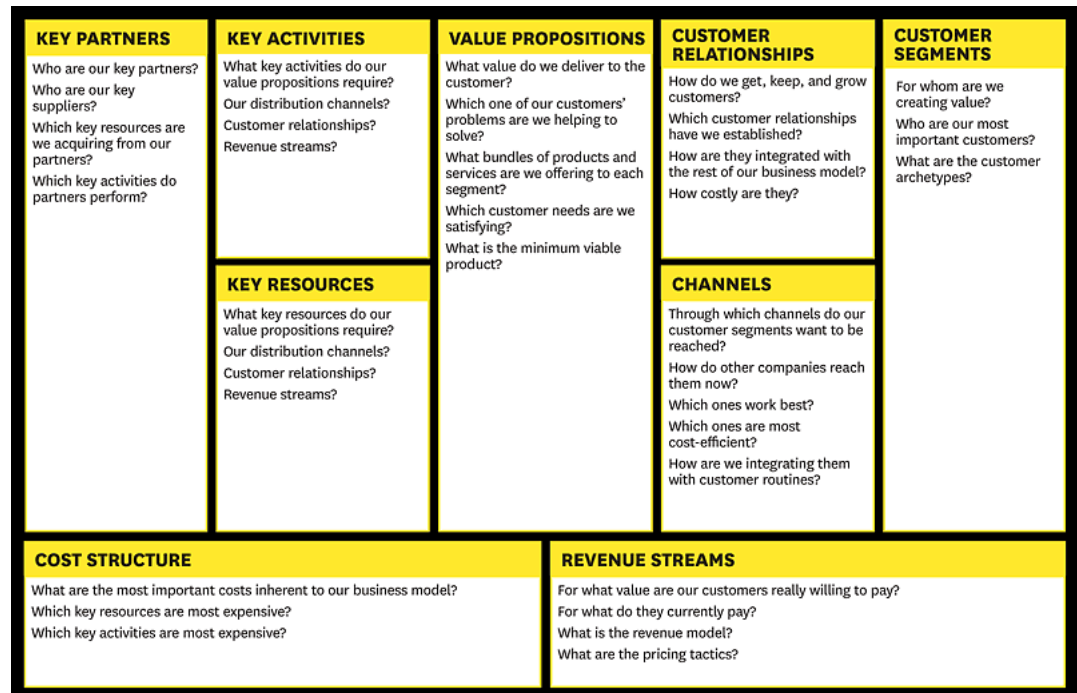 KEY PARTNERS
Who are our key partners?
Who are our key
suppliers?
Which key resources are
we acquiring from our
partners?
Which key activities do
partners perform?
KEY ACTIVITIES
What key activities do our
value propositions require?
Our distribution channels?
Customer relationships?
Revenue streams?
KEY RESOURCES
What key resources do our
value propositions require?
Our distribution channels?
Customer relationships?
Revenue streams?
VALUE PROPOSITIONS
What value do we deliver to the
customer?
Which one of our customers’
problems are we helping to
solve?
What bundles of products and
services are we offering to each
segment?
Which customer needs are we
satisfying?
What is the minimum viable
product?
CUSTOMER
RELATIONSHIPS
How do we get, keep, and grow
customers?
Which customer relationships
have we established?
How are they integrated with
the rest of our business model?
How costly are they?
CHANNELS
Through which channels do our
customer segments want to be
reached?
How do other companies reach
them now?
Which ones work best?
Which ones are most
cost-efficient?
How are we integrating them
with customer routines?
CUSTOMER
SEGMENTS
For whom are we
creating value?
Who are our most
important customers?
What are the customer
archetypes?
COST STRUCTURE
What are the most important costs inherent to our business model?
Which key resources are most expensive?
Which key activities are most expensive?
REVENUE STREAMS
For what value are our customers really willing to pay?
For what do they currently pay?
What is the revenue model?
What are the pricing tactics?